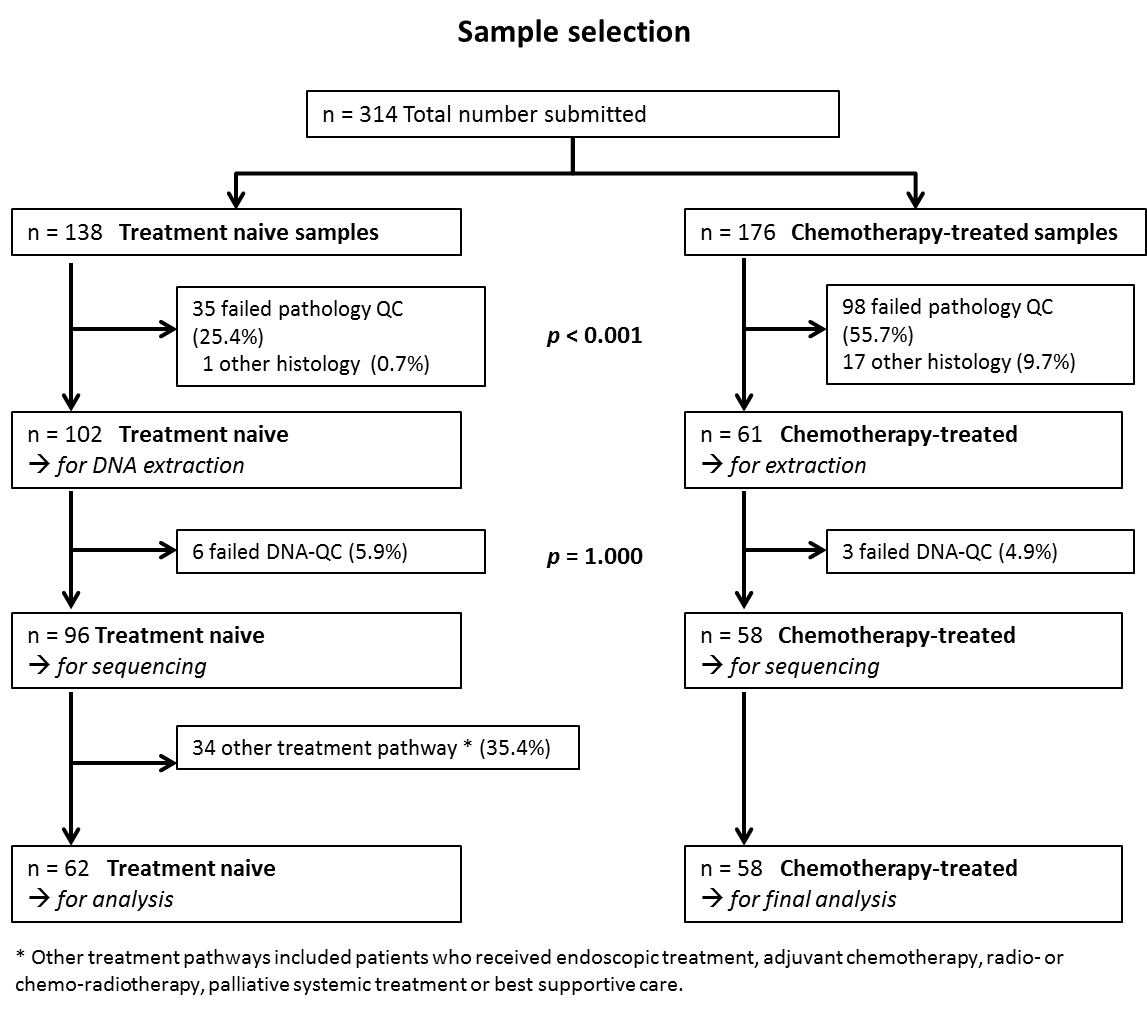 Sample selection
n = 314 Total number submitted
n = 138 Treatment naive samples
n = 176 Chemotherapy-treated samples
35 failed pathology QC
(25.4%)
1 other histology (0.7%)
p < 0.001
98 failed pathology QC
(55.7%)
17 other histology (9.7%)
n = 102 Treatment naive
→ for DNA extraction
n = 61 Chemotherapy-treated
→ for extraction
6 failed DNA-QC (5.9%)
p = 1.000
3 failed DNA-QC (4.9%)
n = 96 Treatment naive
→ for sequencing
n = 58 Chemotherapy-treated
→ for sequencing
34 other treatment pathway * (35.4%)
n = 62 Treatment naive
→ for analysis
n = 58 Chemotherapy-treated
→ for final analysis
* Other treatment pathways included patients who received endoscopic treatment, adjuvant chemotherapy, radio- or
chemo-radiotherapy, palliative systemic treatment or best supportive care.